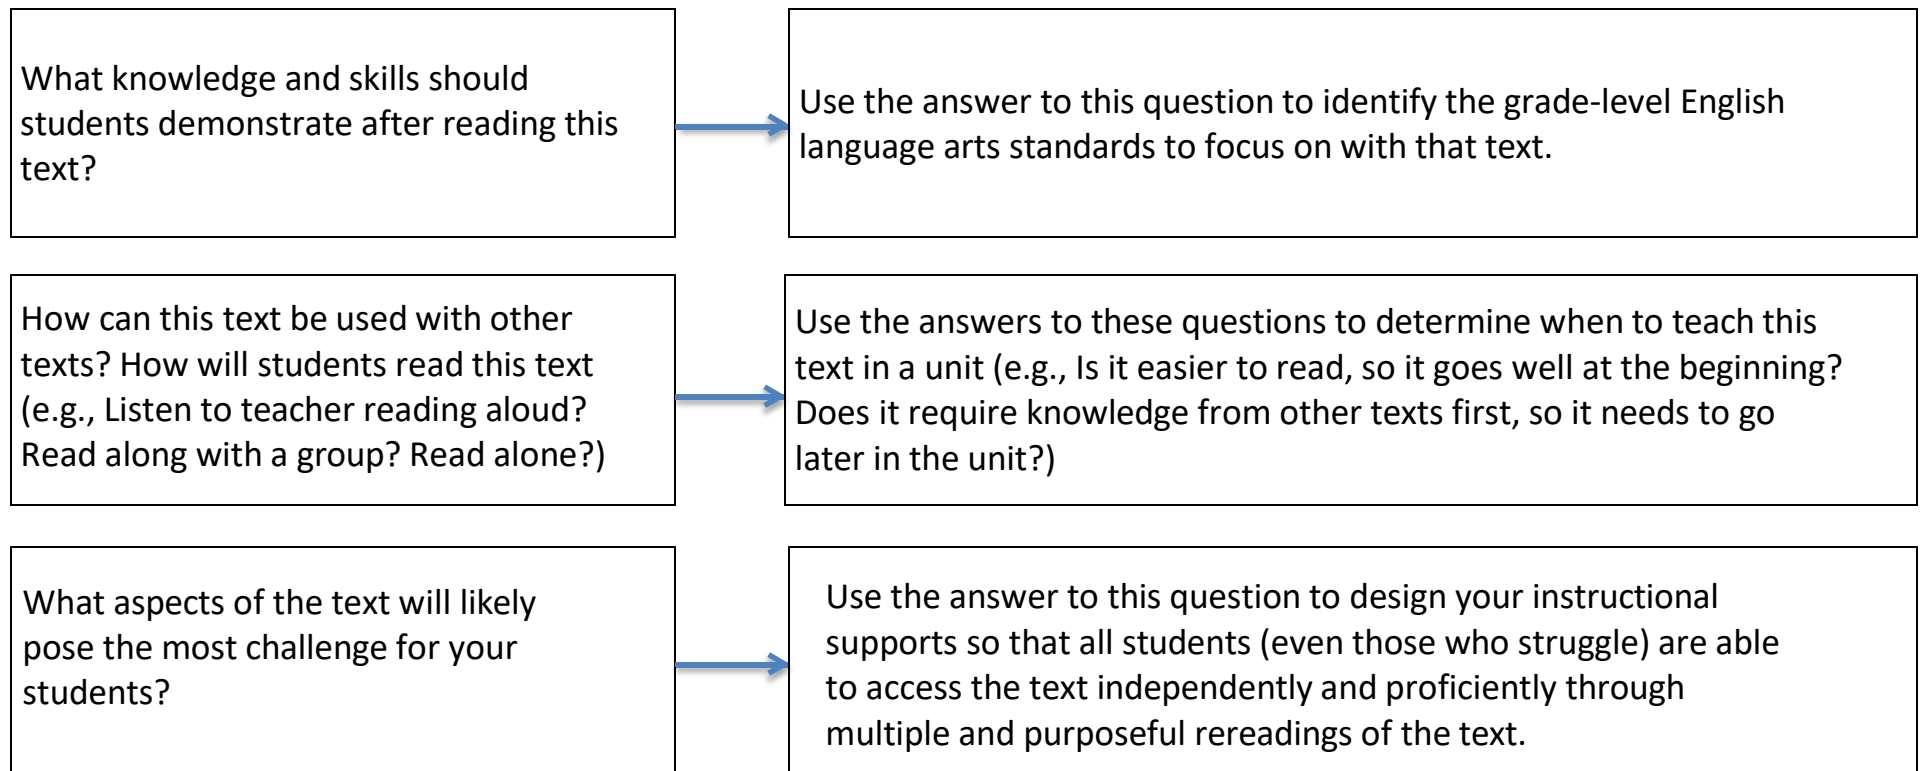 What knowledge and skills should
students demonstrate after reading this
text?
Use the answer to this question to identify the grade-level English
language arts standards to focus on with that text.
How can this text be used with other
texts? How will students read this text
(e.g., Listen to teacher reading aloud?
Read along with a group? Read alone?)
Use the answers to these questions to determine when to teach this
text in a unit (e.g., Is it easier to read, so it goes well at the beginning?
Does it require knowledge from other texts first, so it needs to go
later in the unit?)
What aspects of the text will likely
pose the most challenge for your
students?
Use the answer to this question to design your instructional
supports so that all students (even those who struggle) are able
to access the text independently and proficiently through
multiple and purposeful rereadings of the text.